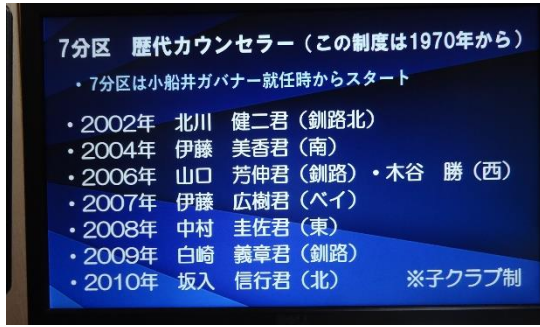 7分区 歴代カウンセラー（この制度は1970年から）
・7分区は小船井ガバナー就任時からスタート
・2002年 北川 健二君（釧路北）
・2004年 伊藤 美香君（南）
・2006年 山口 芳伸君（釧路）・木谷 勝（西）
・2007年 伊藤 広樹君（ベイ）
・2008年 中村 圭佐君（東）
・2009年 白崎 義章君（釧路）
・2010年 坂入 信行君（北） ※子クラブ制